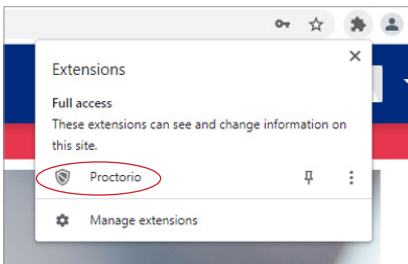 Extensions
Full access
These extensions can see and change information on
this site.
Proctorio
Manage extensions